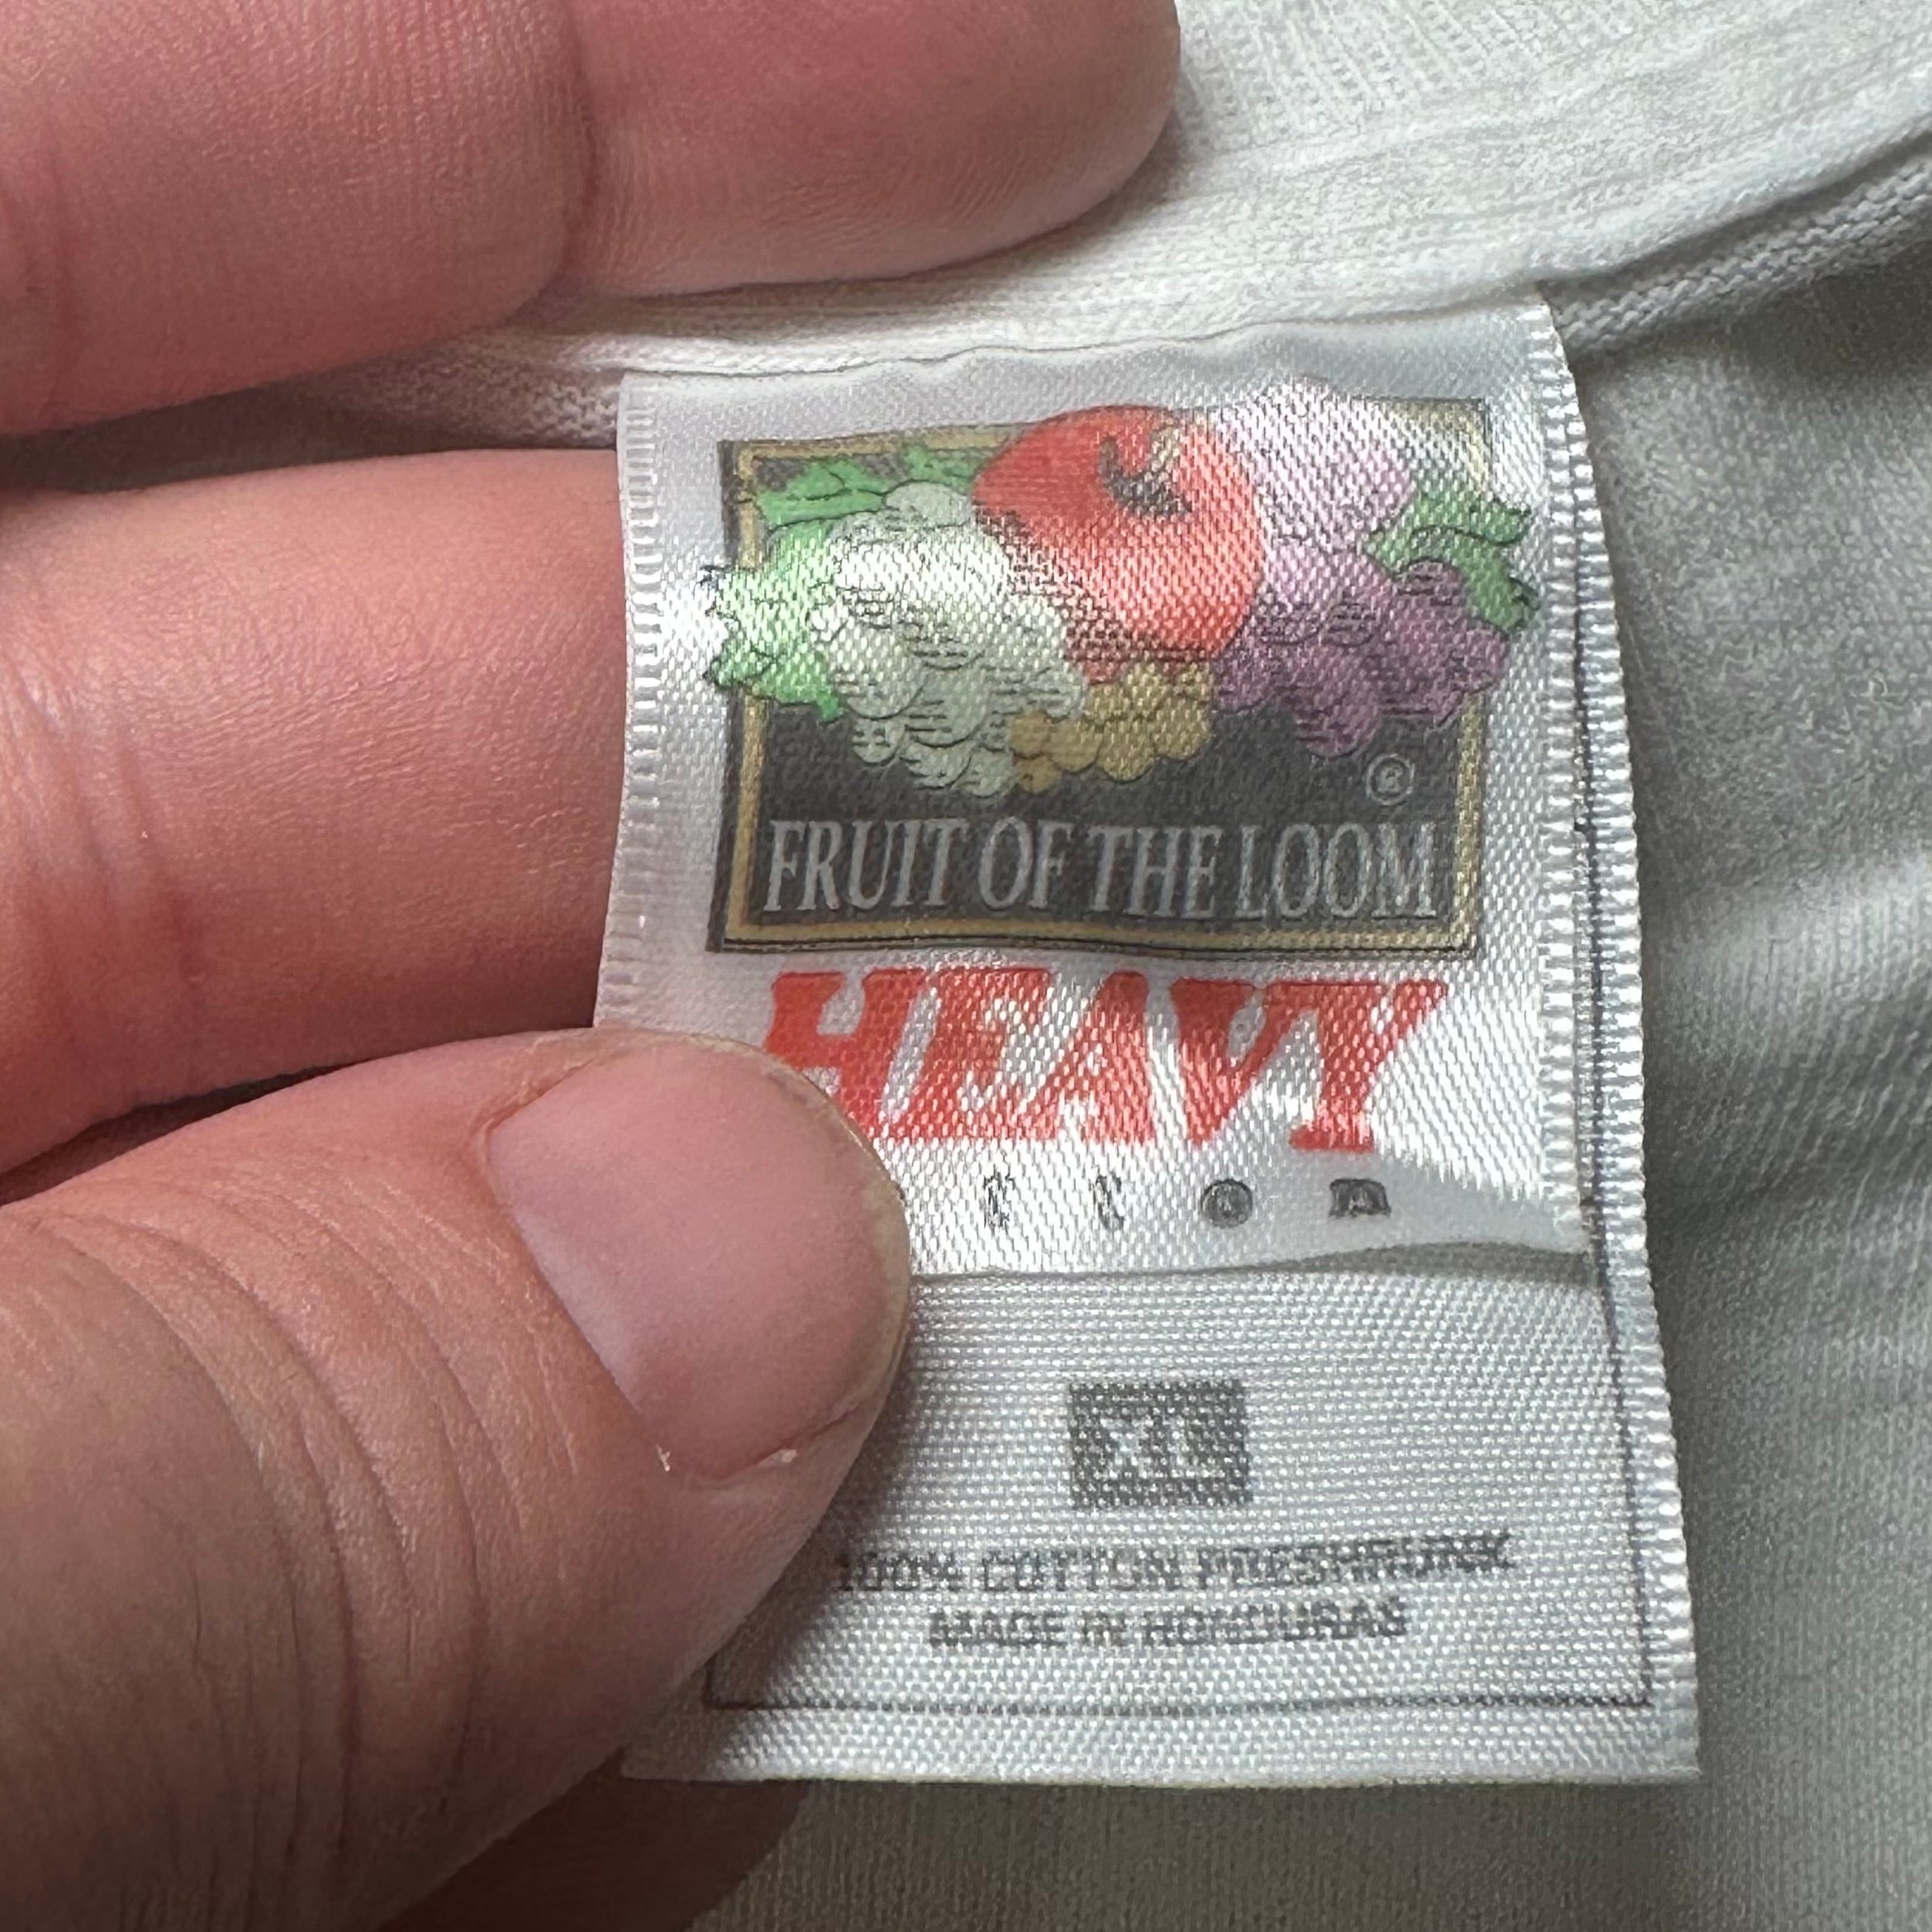 ®
FRUIT OF THE LOOM
HEAVY
XL
100% COTTON PRESHRUNK
MADE IN HONDURAS